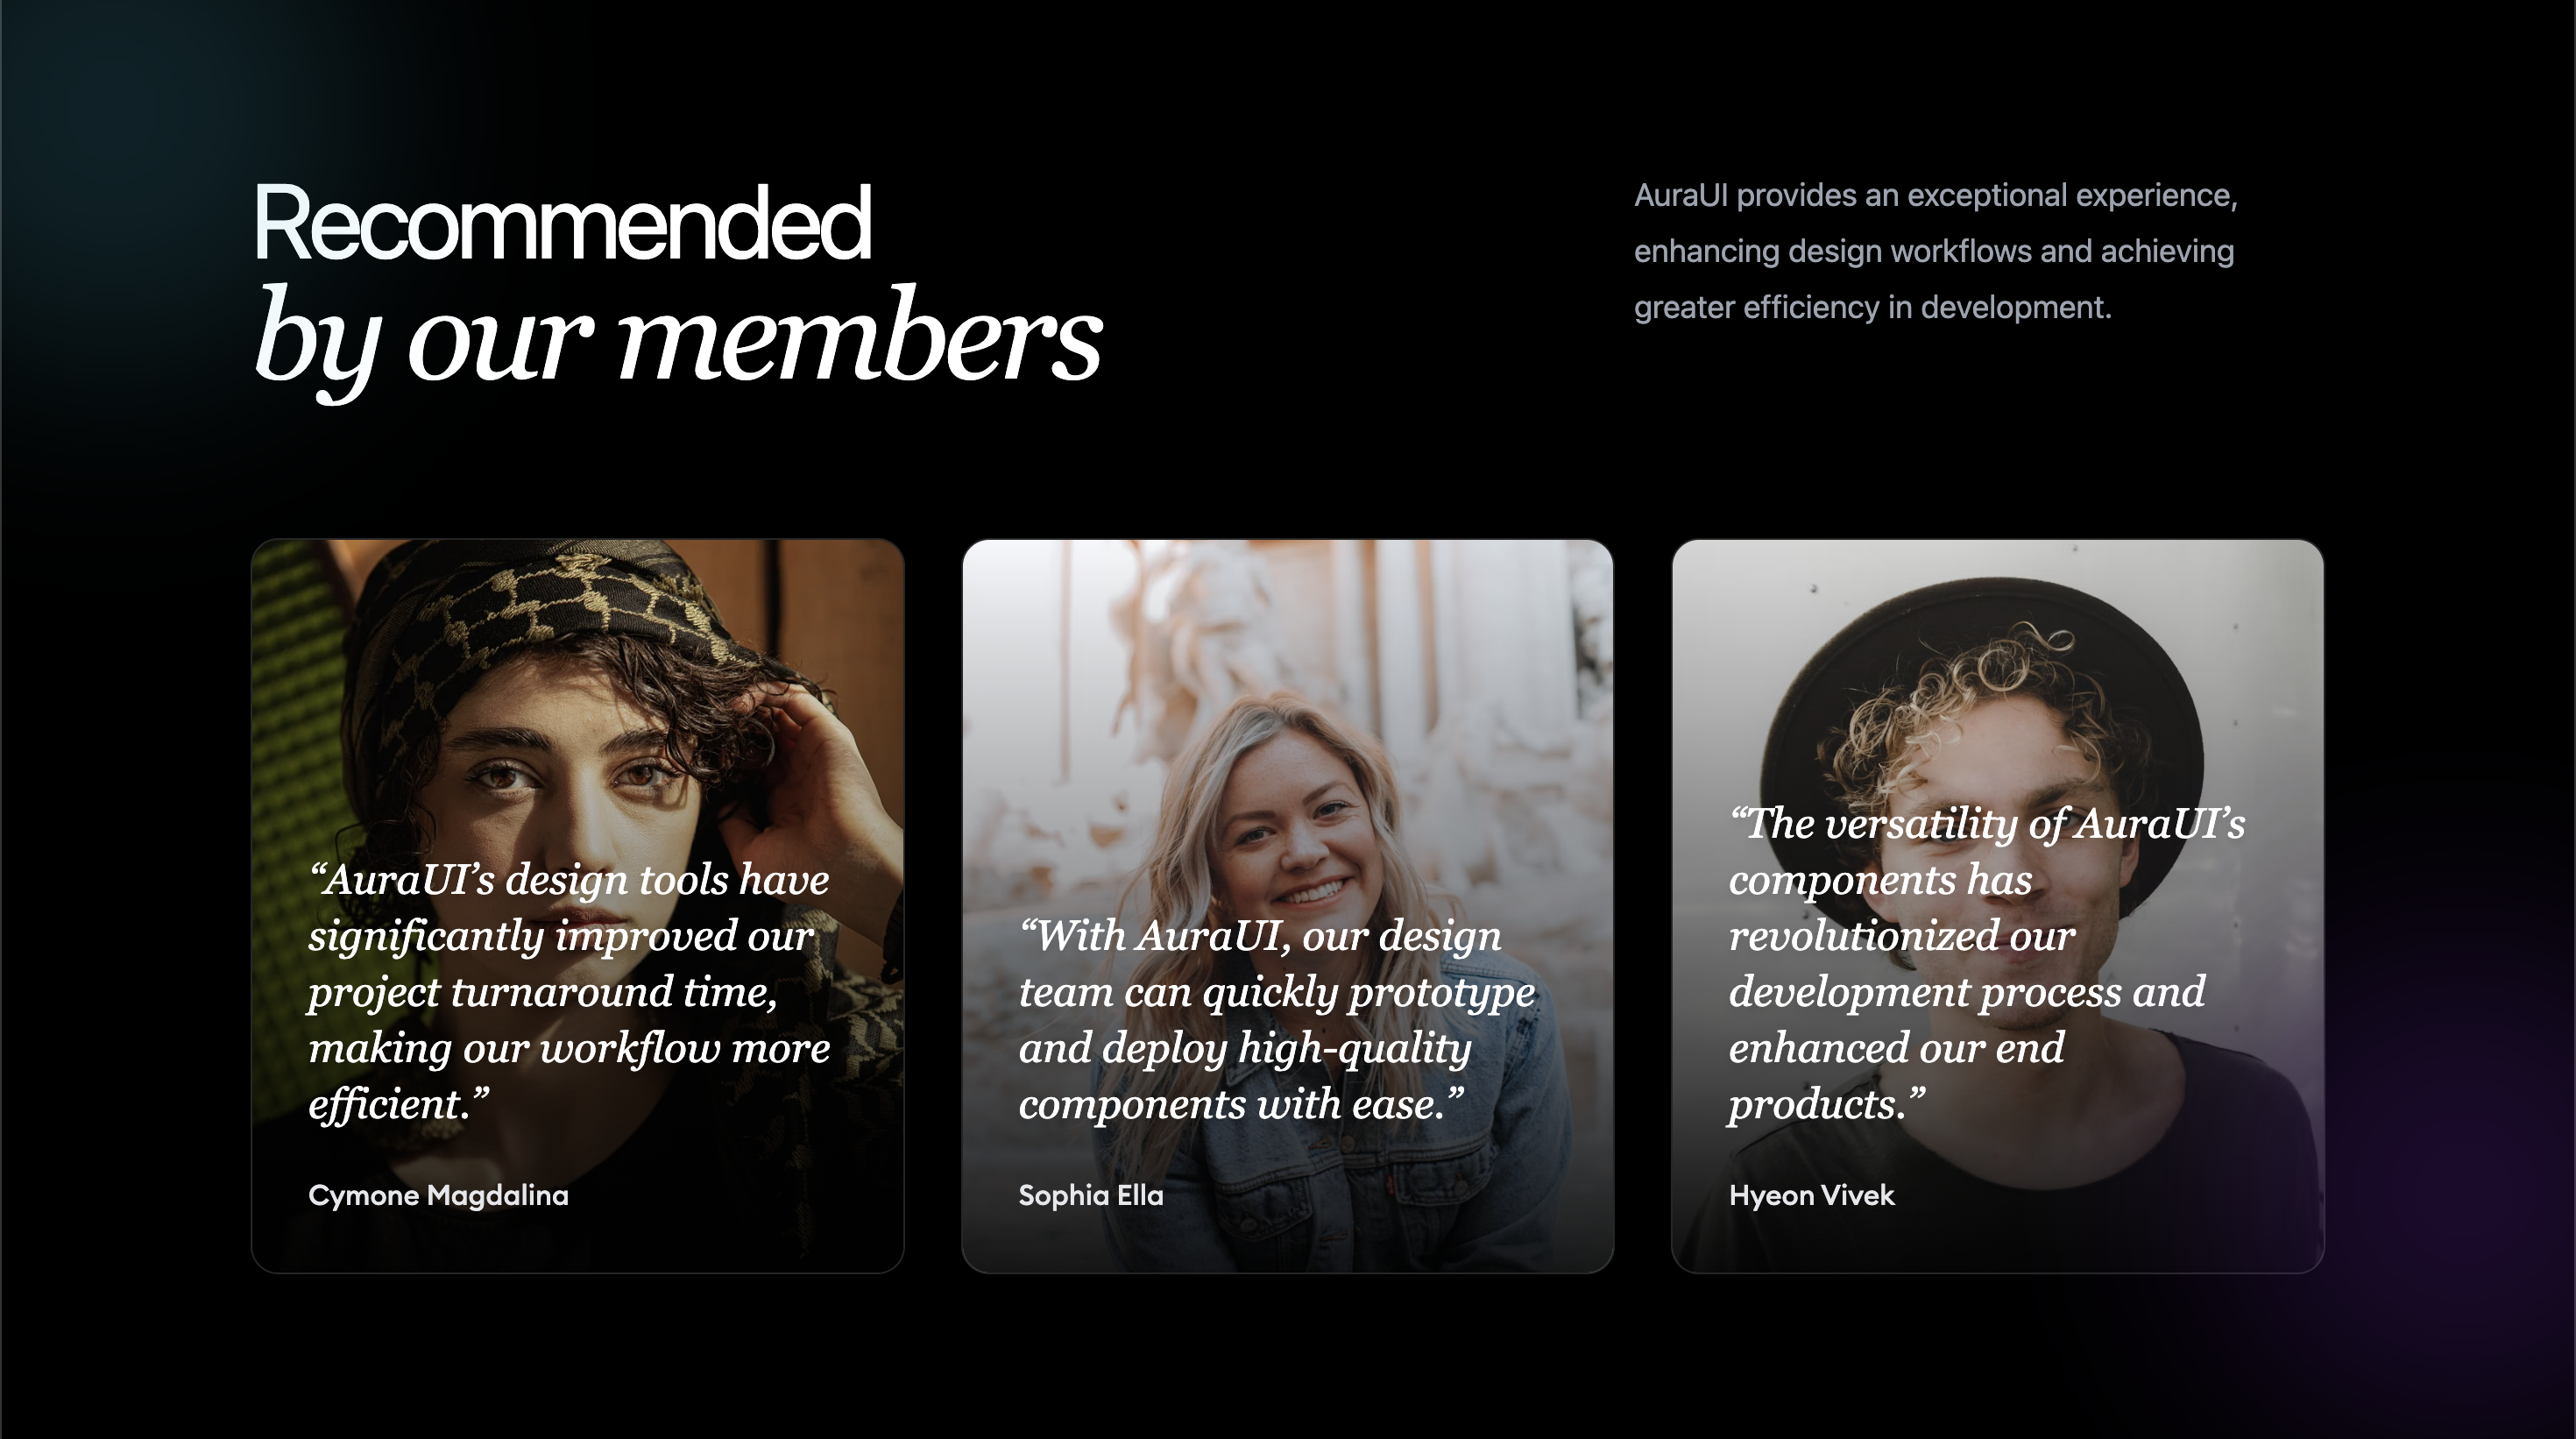 Recommended
by our members
AuraUI provides an exceptional experience,
enhancing design workflows and achieving
greater efficiency in development.
“AuraUI’s design tools have
significantly improved our
project turnaround time,
making our workflow more
efficient.”
Cymone Magdalina
“With AuraUI, our design
team can quickly prototype
and deploy high-quality
components with ease.”
Sophia Ella
“The versatility of AuraUI’s
components has
revolutionized our
development process and
enhanced our end
products.”
Hyeon Vivek